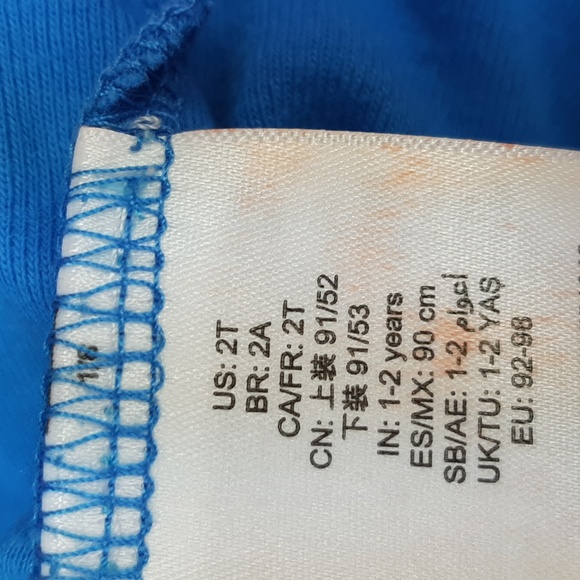 US: 2T
BR: 2A
CA/FR: 2T
CN: 上装 91/52
下装 91/53
IN: 1-2 years
ES/MX: 90 cm
SB/AE: 1-2 أعوام
UK/TU: 1-2 YAŞ
EU: 92-98